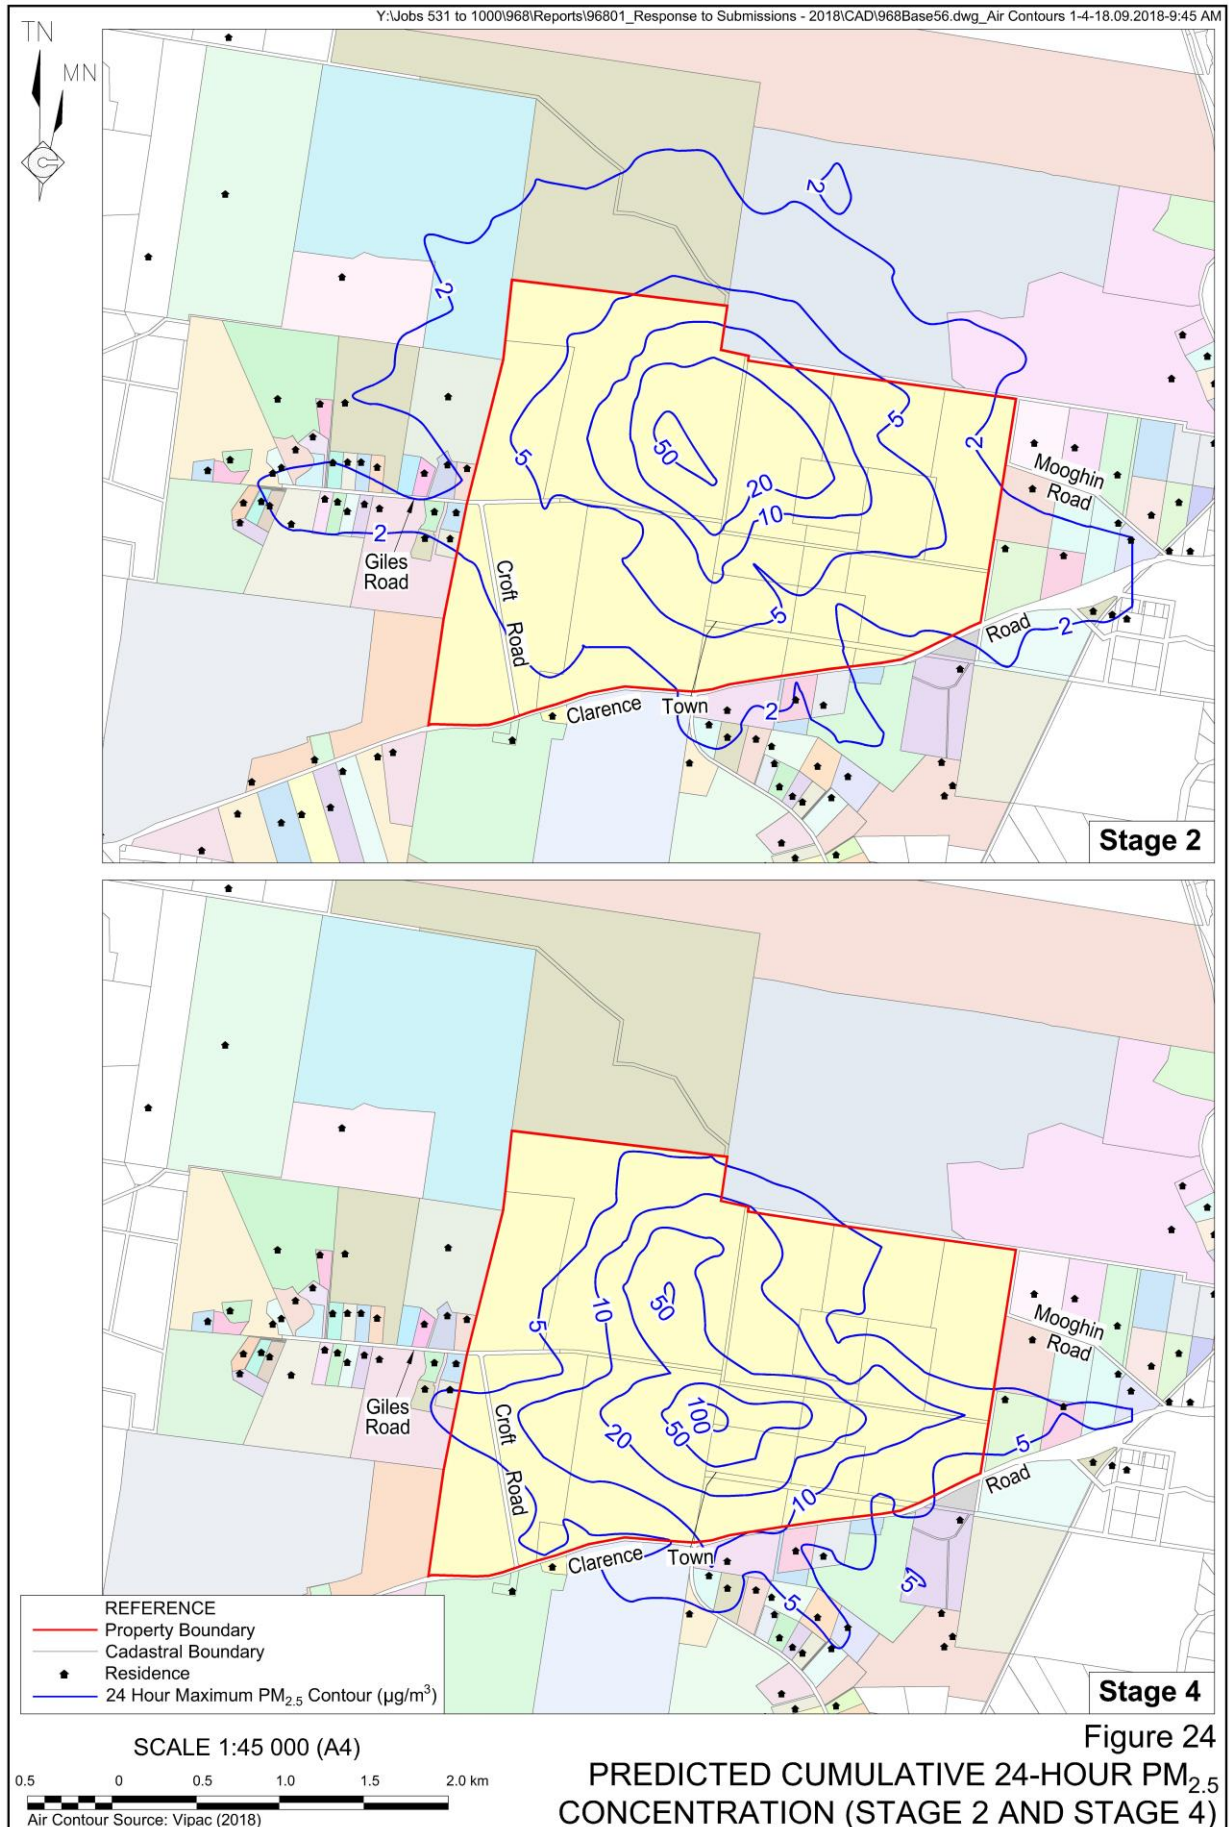 Y:\Jobs 531 to 1000\968\Reports\96801_Response to Submissions - 2018\CAD\968Base56.dwg_Air Contours 1-4-18.09.2018-9:45 AM
TN
MN
2
2
5
2
5
50
Mooghin
Road
20
10
2
Giles
Road
Croft
Road
5
Road
2
Clarence
Town
2
Stage 2
50
10
5
Mooghin
Road
Giles
Road
Croft
Road
100
50
20
5
Road
10
Clarence
Town
5
5
REFERENCE
Property Boundary
Cadastral Boundary
Residence
24 Hour Maximum PM2.5 Contour (µg/m³)
Stage 4
SCALE 1:45 000 (A4)
0.5 0 0.5 1.0 1.5 2.0 km
Air Contour Source: Vipac (2018)
Figure 24
PREDICTED CUMULATIVE 24-HOUR PM2.5
CONCENTRATION (STAGE 2 AND STAGE 4)